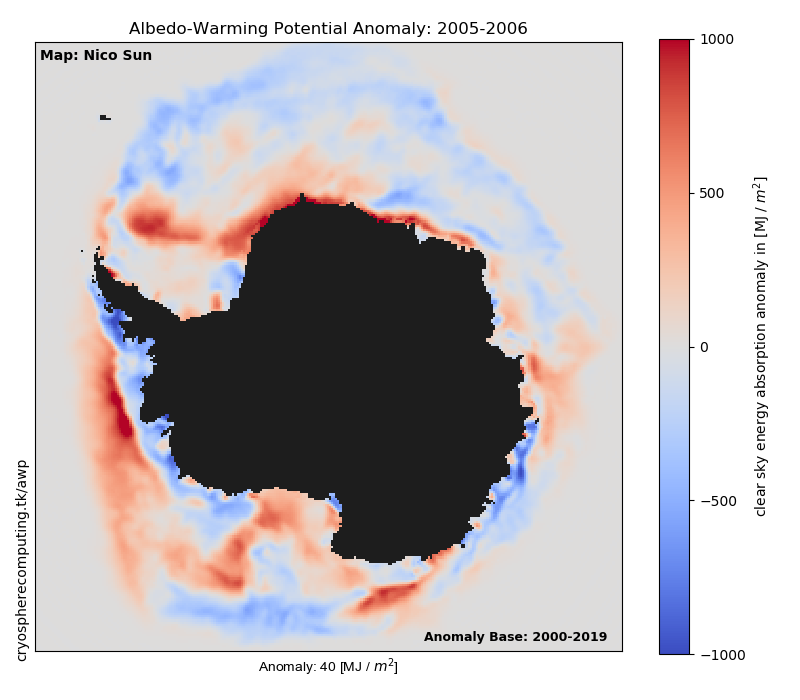 Albedo-Warming Potential Anomaly: 2005-2006
Map: Nico Sun
cryospherecomputing.tk/awp
Anomaly Base: 2000-2019
Anomaly: 40 [MJ / m²]
1000
500
0
−500
−1000
clear sky energy absorption anomaly in [MJ / m²]